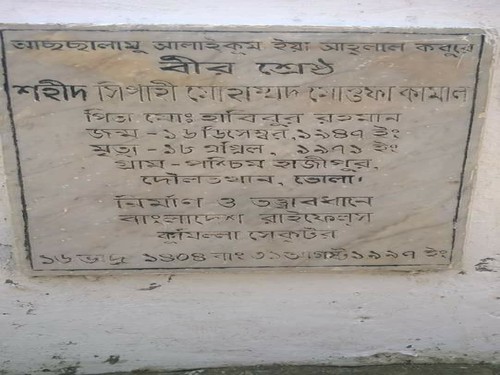 আছছালামু আলাইকুম ইয়া আহলাল কবুরে
বীর শ্রেষ্ঠ
শহীদ সিপাহী মোহাম্মদ মোস্তফা কামাল
পিতা মোঃ হাবিবুর রহমান
জন্ম - ১৬ ডিসেম্বর, ১৯৪৭ ইং
মৃত্যু - ১৮ এপ্রিল, ১৯৭১ ইং
গ্রাম - পশ্চিম হাজীপুর,
দৌলতখান, ভোলা।
নির্মাণ ও তত্ত্বাবধানে
বাংলাদেশ রাইফেলস
কুমিল্লা সেক্টর
১৬ ভাদ্র ১৪০৪ বাং ৩১ আগষ্ট ১৯৯৭ ইং